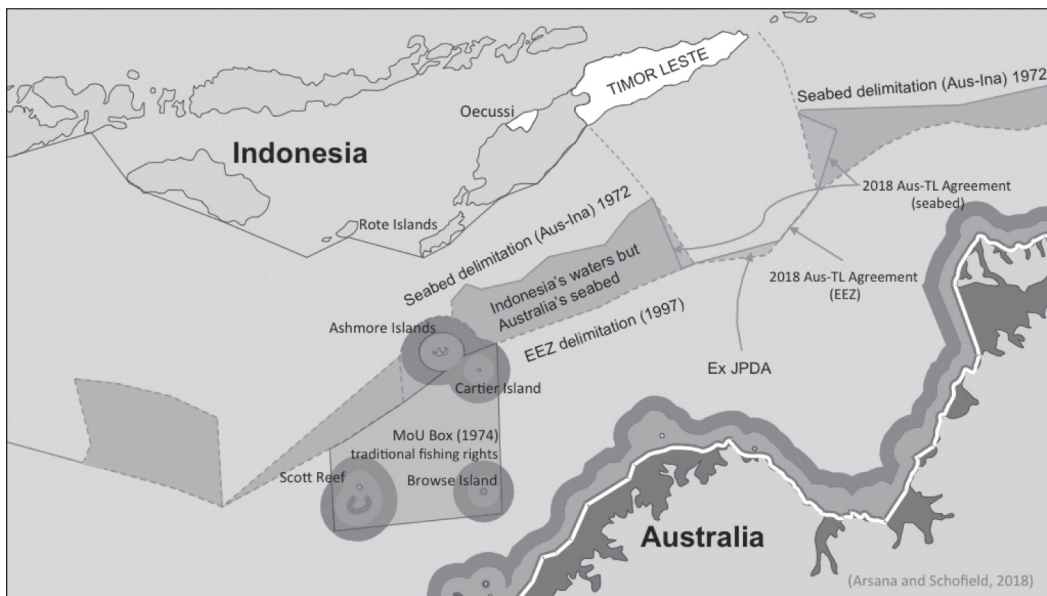 TIMOR LESTE
Seabed delimitation (Aus-Ina) 1972
Oecussi
Indonesia
2018 Aus-TL Agreement
(seabed)
Rote Islands
Seabed delimitation (Aus-Ina) 1972
Indonesia's waters but
Australia's seabed
2018 Aus-TL Agreement
(EEZ)
Ashmore Islands
EEZ delimitation (1997)
Ex JPDA
Cartier Island
MoU Box (1974)
traditional fishing rights
Scott Reef
Browse Island
Australia
(Arsana and Schofield, 2018)